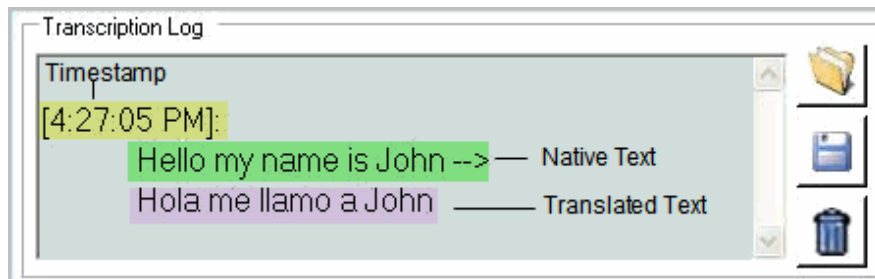 Transcription Log
Timestamp
[4:27:05 PM]:
Hello my name is John --> Native Text
Hola me llamo a John Translated Text